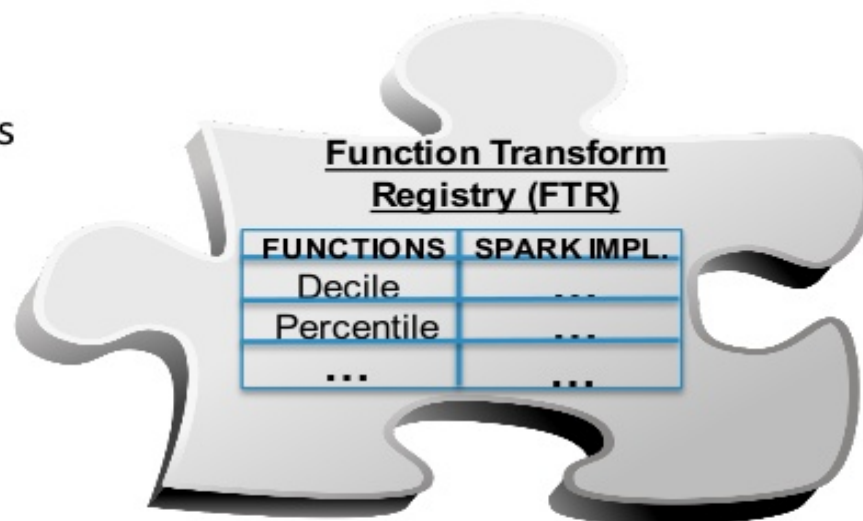 s
Function Transform
Registry (FTR)
FUNCTIONS SPARK IMPL.
Decile ...
Percentile ...
... ...